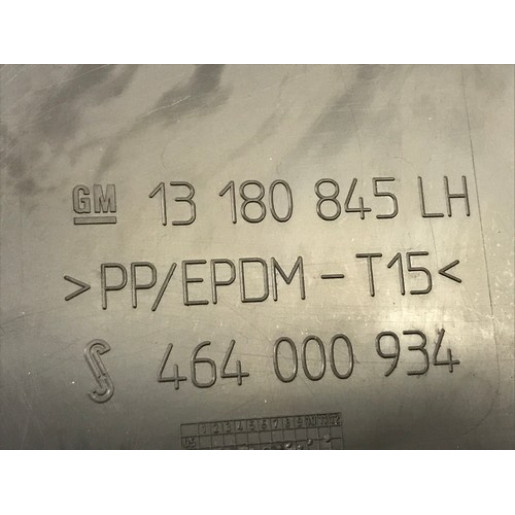 GM 13 180 845 LH
>PP/EPDM-T15<
464 000 934